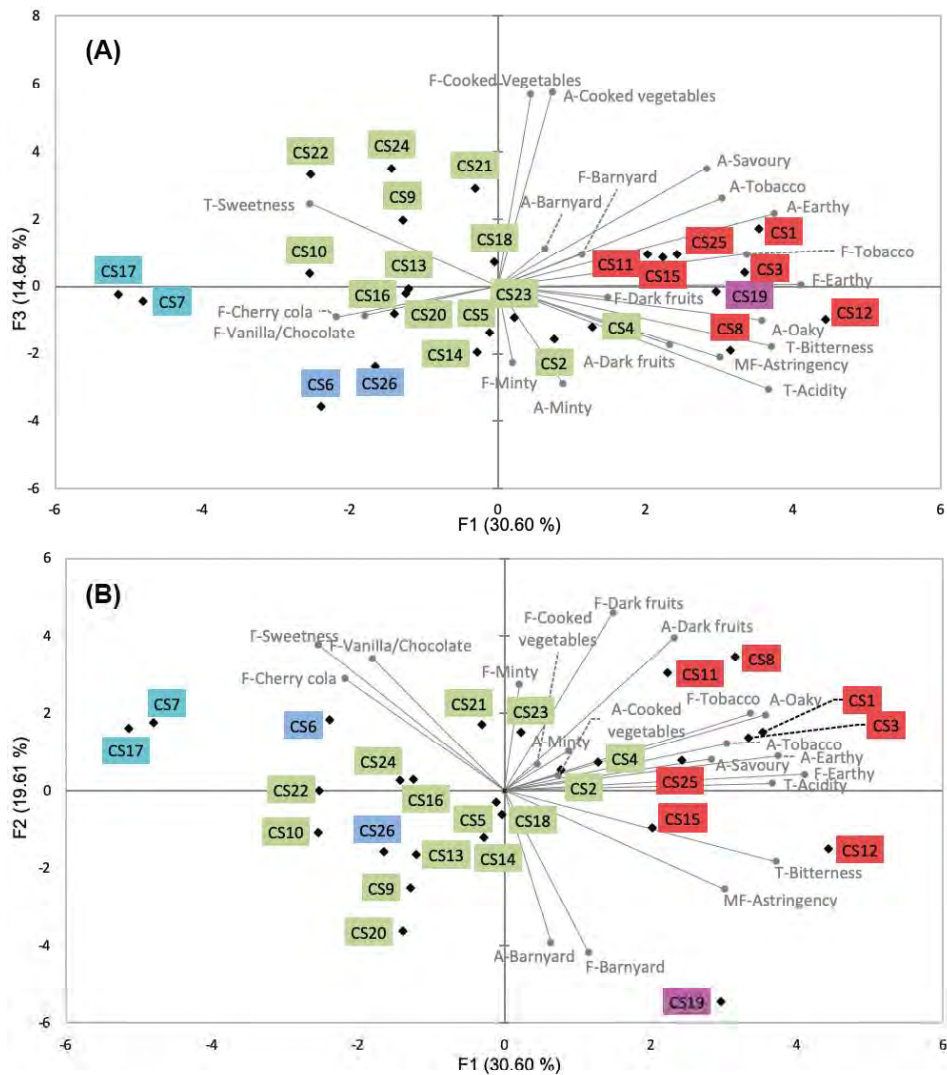 (A)
8
6
4
2
0
-2
-4
-6
F3 (14.64 %)
F-Cooked Vegetables
A-Cooked vegetables
CS22
CS24
CS21
A-Savoury
F-Barnyard
A-Tobacco
T-Sweetness
CS9
A-Barnyard
A-Earthy
CS18
CS1
CS25
CS17
CS10
CS13
CS11
CS15
F-Tobacco
CS3
F-Earthy
CS7
CS16
CS23
F-Dark fruits
CS19
F-Cherry cola
CS20
CS5
CS4
CS8
CS12
F-Vanilla/Chocolate
A-Oaky
CS14
CS2
A-Dark fruits
T-Bitterness
MF-Astringency
CS6
CS26
F-Minty
T-Acidity
A-Minty
-6
-4
-2
0
2
4
6
F1 (30.60 %)
(B)
6
4
2
0
-2
-4
-6
F2 (19.61 %)
F-Dark fruits
F-Cooked
vegetables
A-Dark fruits
T-Sweetness
F-Vanilla/Chocolate
F-Cherry cola
F-Minty
CS11
CS8
CS7
CS21
CS23
F-Tobacco
A-Oaky
CS1
CS17
CS6
A-Cooked
vegetables
CS3
A-Minty
CS4
A-Tobacco
CS24
A-Savoury
A-Earthy
CS22
CS16
CS2
CS25
F-Earthy
T-Acidity
CS10
CS26
CS5
CS18
CS15
CS13
CS14
CS12
T-Bitterness
CS9
MF-Astringency
CS20
A-Barnyard
F-Barnyard
CS19
-6
-4
-2
0
2
4
6
F1 (30.60 %)